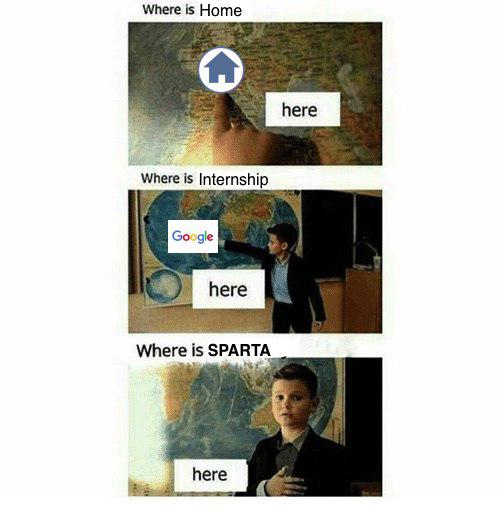 Where is Home
here
Where is Internship
Google
here
Where is SPARTA
here